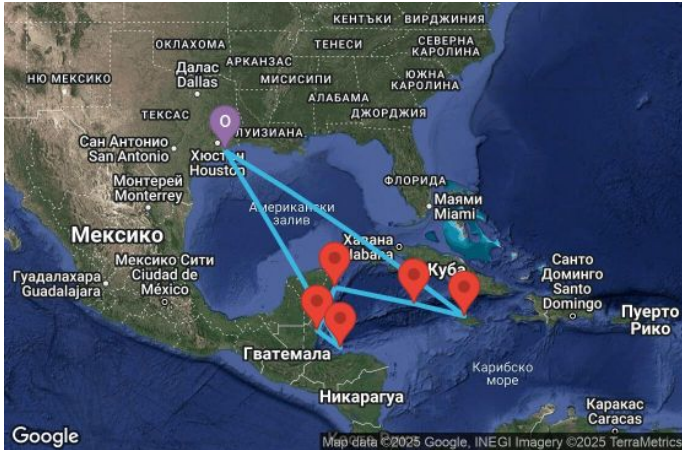 КЕНТЪКИ
ВИРДЖИНИЯ
ОКЛАХОМА
ТЕНЕСИ
СЕВЕРНА
КАРОЛИНА
АРКАНЗАС
Далас
Dallas
НЮ МЕКСИКО
МИСИСИПИ
ЮЖНА
КАРОЛИНА
АЛАБАМА
ДЖОРДЖИЯ
ТЕКСАС
O
ЛУИЗИАНА
Сан Антонио
San Antonio
Хюстън
Houston
ФЛОРИДА
Монтерей
Monterrey
Маями
Miami
Американски
залив
Мексико
Хавана
Habana
Мексико Сити
Ciudad de
México
Куба
Санто
Доминго
Santo
Domingo
Гуадалахара
Guadalajara
Пуерто
Рико
Гватемала
Карибско
море
Никарагуа
Каракас
Caracas
Google
Map data ©2025 Google, INEGI Imagery ©2025 TerraMetrics